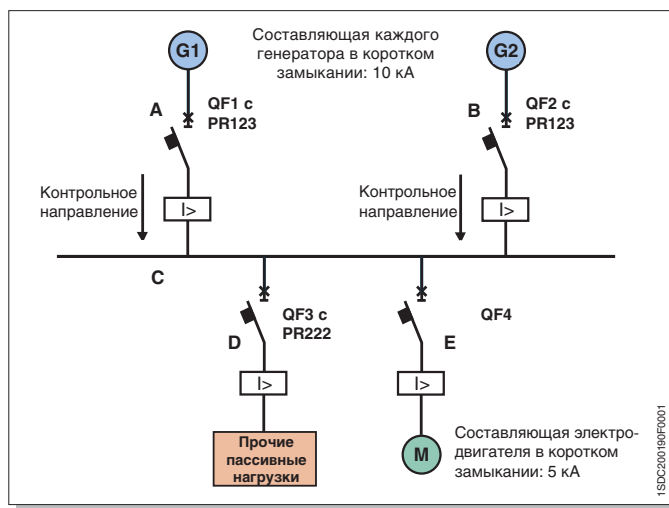 G1
Составляющая каждого
генератора в коротком
замыкании: 10 кА
G2
A
QF1 с
PR123
B
QF2 с
PR123
Контрольное
направление
I>
Контрольное
направление
I>
C
QF3 с
PR222
D
QF4
E
I>
I>
Прочие
пассивные
нагрузки
M
Составляющая электро-
двигателя в коротком
замыкании: 5 кА
1SDC200190F0001